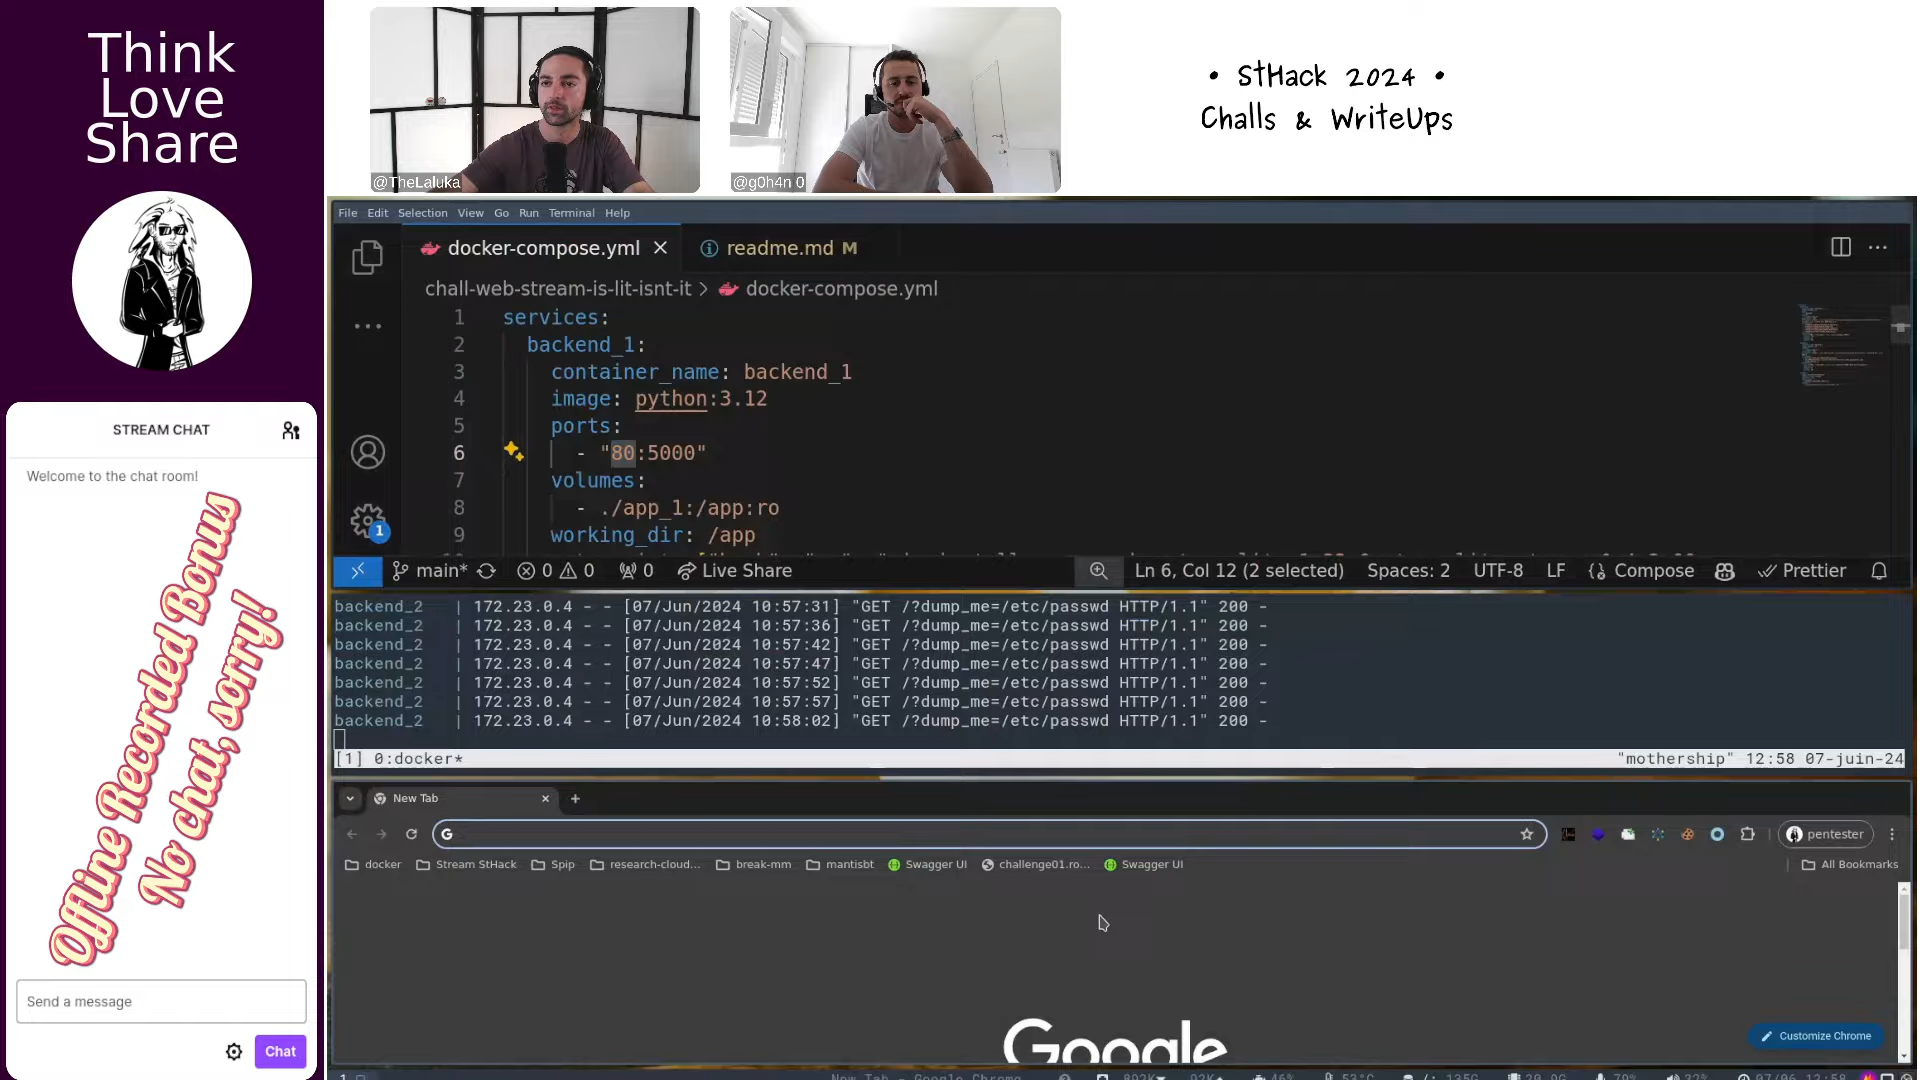 Think
Love
Share
STREAM CHAT
Welcome to the chat room!
Offline Recorded Bonus
No chat, sorry!
Send a message
Chat
@TheLaluka
@g0h4n 0
• StHack 2024 •
Challs & WriteUps
File Edit Selection View Go Run Terminal Help
docker-compose.yml
readme.md M
chall-web-stream-is-lit-isnt-it > docker-compose.yml
1 services:
2 backend_1:
3 container_name: backend_1
4 image: python:3.12
5 ports:
6 - "80:5000"
7 volumes:
8 - ./app_1:/app:ro
9 working_dir: /app
1
main* 0 0 0 Live Share Ln 6, Col 12 (2 selected) Spaces: 2 UTF-8 LF Compose Prettier
backend_2 | 172.23.0.4 - - [07/Jun/2024 10:57:31] "GET /?dump_me=/etc/passwd HTTP/1.1" 200 -
backend_2 | 172.23.0.4 - - [07/Jun/2024 10:57:36] "GET /?dump_me=/etc/passwd HTTP/1.1" 200 -
backend_2 | 172.23.0.4 - - [07/Jun/2024 10:57:42] "GET /?dump_me=/etc/passwd HTTP/1.1" 200 -
backend_2 | 172.23.0.4 - - [07/Jun/2024 10:57:47] "GET /?dump_me=/etc/passwd HTTP/1.1" 200 -
backend_2 | 172.23.0.4 - - [07/Jun/2024 10:57:52] "GET /?dump_me=/etc/passwd HTTP/1.1" 200 -
backend_2 | 172.23.0.4 - - [07/Jun/2024 10:57:57] "GET /?dump_me=/etc/passwd HTTP/1.1" 200 -
backend_2 | 172.23.0.4 - - [07/Jun/2024 10:58:02] "GET /?dump_me=/etc/passwd HTTP/1.1" 200 -
[1] 0:docker* "mothership" 12:58 07-juin-24
New Tab
pentester
docker Stream StHack Spip research-cloud... break-mm mantisbt Swagger UI challenge01.ro... Swagger UI All Bookmarks
Google
Customize Chrome
New Tab - Google Chrome